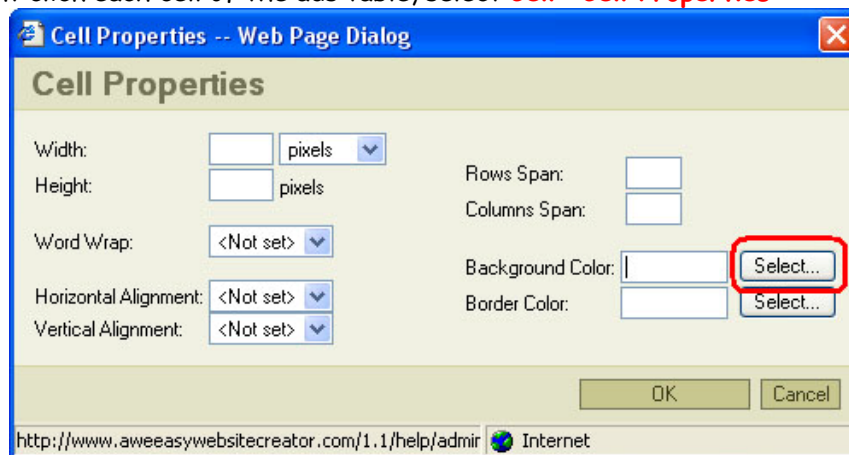 Cell Properties -- Web Page Dialog
Cell Properties
Width: pixels
Height: pixels
Word Wrap: <Not set>
Horizontal Alignment: <Not set>
Vertical Alignment: <Not set>
Rows Span:
Columns Span:
Background Color: Select...
Border Color: Select...
OK Cancel
http://www.aweeasywebsitecreator.com/1.1/help/admir Internet